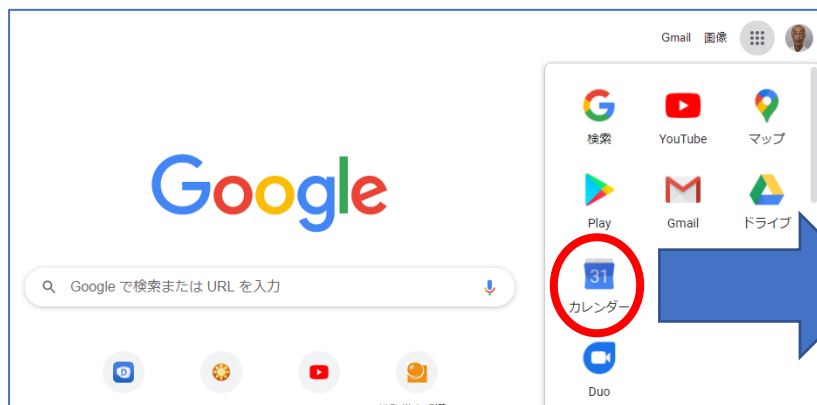 Gmail 画像
検索 YouTube マップ
Google
Play Gmail ドライブ
31
Google で検索または URL を入力
カレンダー
D
Duo